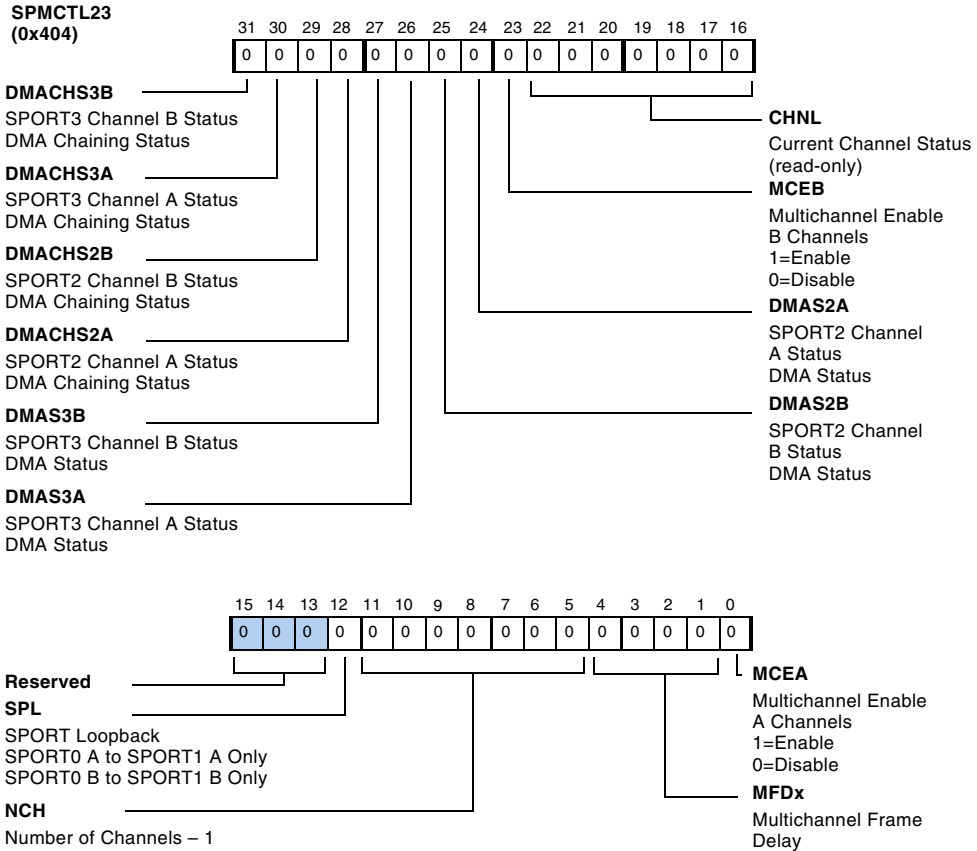 SPMCTL23
(0x404)
31 30 29 28 27 26 25 24 23 22 21 20 19 18 17 16
0 0 0 0 0 0 0 0 0 0 0 0 0 0 0 0
DMACHS3B
SPORT3 Channel B Status
DMA Chaining Status
DMACHS3A
SPORT3 Channel A Status
DMA Chaining Status
DMACHS2B
SPORT2 Channel B Status
DMA Chaining Status
DMACHS2A
SPORT2 Channel A Status
DMA Chaining Status
DMAS3B
SPORT3 Channel B Status
DMA Status
DMAS3A
SPORT3 Channel A Status
DMA Status
CHNL
Current Channel Status
(read-only)
MCEB
Multichannel Enable
B Channels
1=Enable
0=Disable
DMAS2A
SPORT2 Channel
A Status
DMA Status
DMAS2B
SPORT2 Channel
B Status
DMA Status
15 14 13 12 11 10 9 8 7 6 5 4 3 2 1 0
0 0 0 0 0 0 0 0 0 0 0 0 0 0 0 0
Reserved
SPL
SPORT Loopback
SPORT0 A to SPORT1 A Only
SPORT0 B to SPORT1 B Only
NCH
Number of Channels – 1
MCEA
Multichannel Enable
A Channels
1=Enable
0=Disable
MFDx
Multichannel Frame
Delay